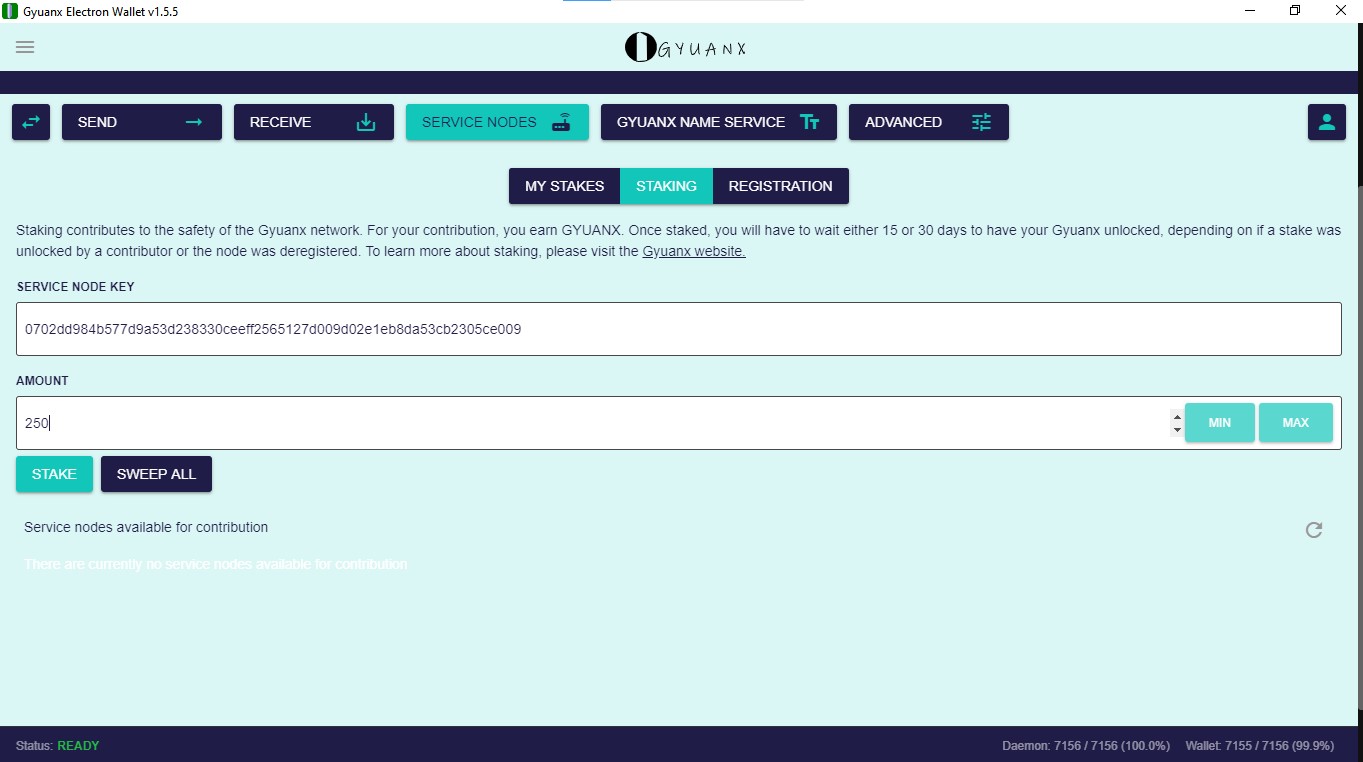 Gyuanx Electron Wallet v1.5.5
GYUANX
SEND
RECEIVE
SERVICE NODES
GYUANX NAME SERVICE
Tт
ADVANCED
MY STAKES
STAKING
REGISTRATION
Staking contributes to the safety of the Gyuanx network. For your contribution, you earn GYUANX. Once staked, you will have to wait either 15 or 30 days to have your Gyuanx unlocked, depending on if a stake was
unlocked by a contributor or the node was deregistered. To learn more about staking, please visit the Gyuanx website.
SERVICE NODE KEY
0702dd984b577d9a53d238330ceeff2565127d009d02e1eb8da53cb2305ce009
AMOUNT
250
MIN
MAX
STAKE
SWEEP ALL
Service nodes available for contribution
There are currently no service nodes available for contribution
Status: READY
Daemon: 7156 / 7156 (100.0%)
Wallet: 7155 / 7156 (99.9%)